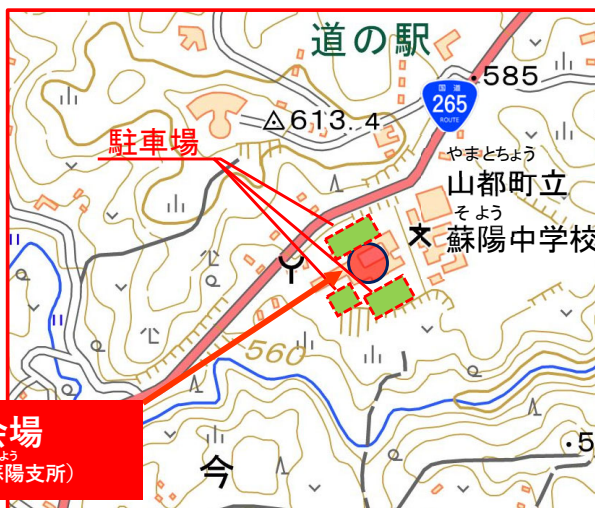 道の駅
国道
265
ROUTE
585
613.4
駐車場
やまとちょう
山都町立
そよう
蘇陽中学校
560
会場
よう
蘇陽支所）
今